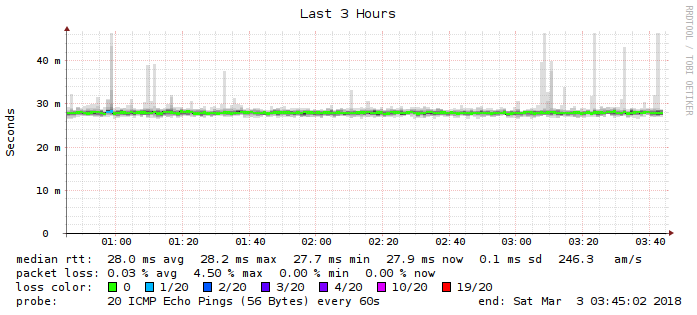 Last 3 Hours
RRDTOOL / TOBI OETIKER
Seconds
40 m
30 m
20 m
10 m
0
01:00 01:20 01:40 02:00 02:20 02:40 03:00 03:20 03:40
median rtt: 28.0 ms avg 28.2 ms max 27.7 ms min 27.9 ms now 0.1 ms sd 246.3 am/s
packet loss: 0.03 % avg 4.50 % max 0.00 % min 0.00 % now
loss color: 0 1/20 2/20 3/20 4/20 10/20 19/20
probe: 20 ICMP Echo Pings (56 Bytes) every 60s end: Sat Mar 3 03:45:02 2018